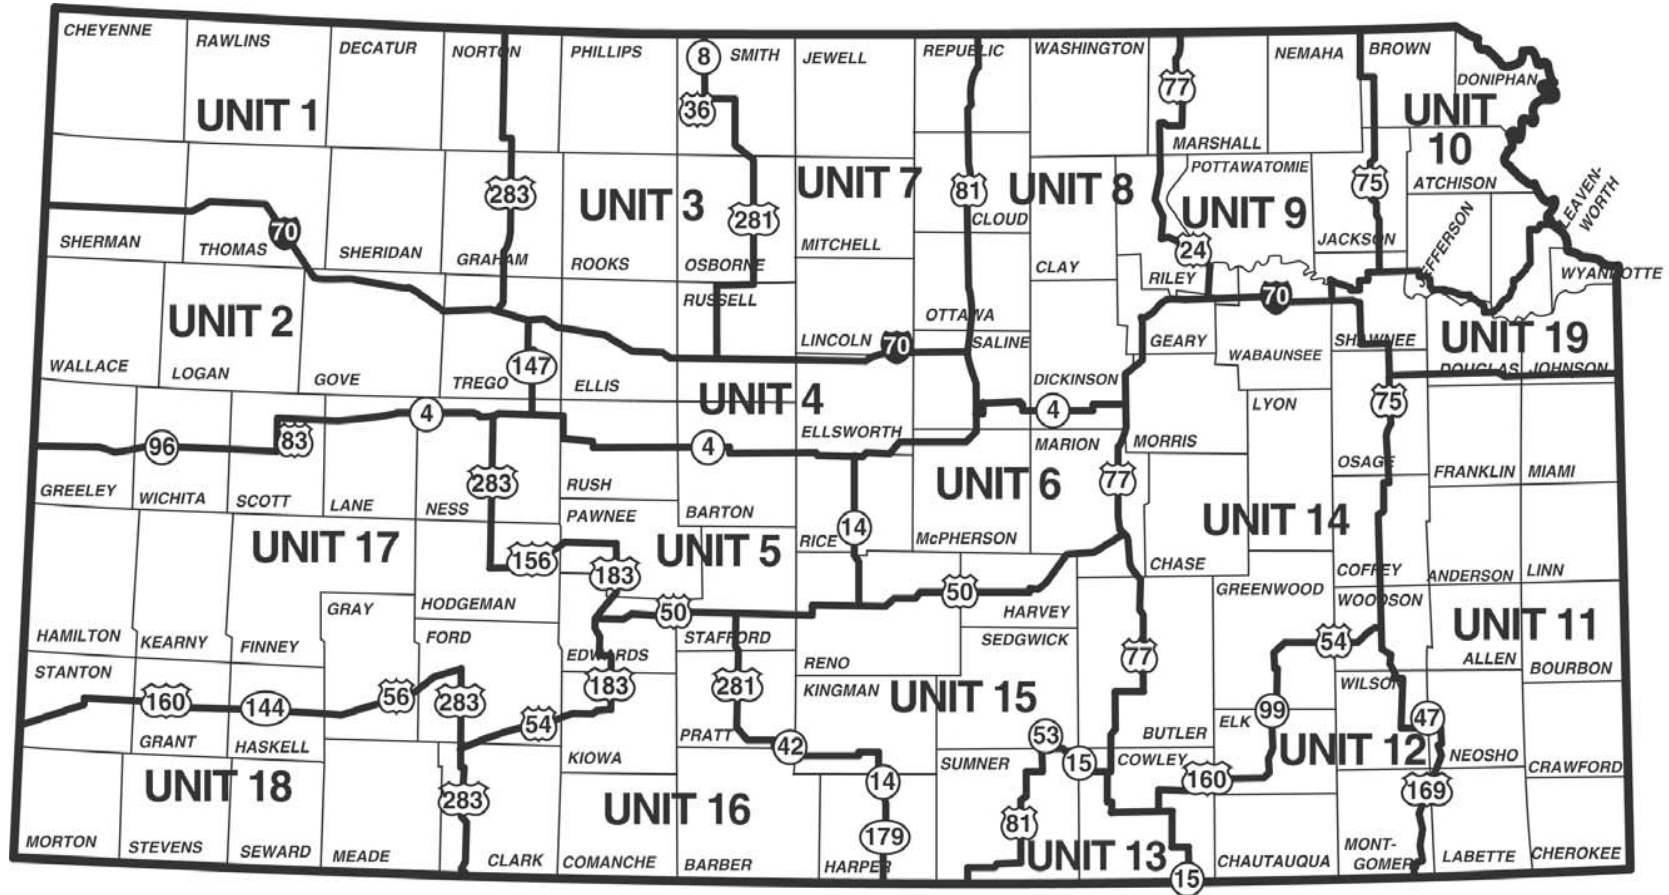 CHEYENNE
RAWLINS
DECATUR
NORTON
PHILLIPS
8
SMITH
JEWELL
REPUBLIC
WASHINGTON
NEMAHA
BROWN
77
DONIPHAN
UNIT 1
36
UNIT
10
MARSHALL
283
UNIT 3
281
UNIT 7
81
UNIT 8
POTTAWATOMIE
75
ATCHISON
LEAVEN-
WORTH
UNIT 9
CLOUD
70
SHERMAN
THOMAS
SHERIDAN
GRAHAM
ROOKS
OSBORNE
MITCHELL
CLAY
24
RILEY
JACKSON
JEFFERSON
WYANDOTTE
UNIT 2
RUSSELL
OTTAWA
70
LINCOLN
70
SALINE
GEARY
WABAUNSEE
SHAWNEE
UNIT 19
WALLACE
LOGAN
GOVE
147
TREGO
ELLIS
UNIT 4
DICKINSON
DOUGLAS
JOHNSON
4
4
LYON
75
96
83
4
ELLSWORTH
MARION
MORRIS
GREELEY
WICHITA
SCOTT
LANE
283
NESS
RUSH
UNIT 6
77
OSAGE
FRANKLIN
MIAMI
PAWNEE
BARTON
UNIT 17
UNIT 5
RICE
14
McPHERSON
UNIT 14
156
183
CHASE
COFFEY
ANDERSON
LINN
GRAY
HODGEMAN
50
50
HARVEY
GREENWOOD
WOODSON
HAMILTON
KEARNY
FINNEY
FORD
EDWARDS
STAFFORD
SEDGWICK
77
54
UNIT 11
STANTON
RENO
ALLEN
BOURBON
160
144
56
283
183
281
KINGMAN
UNIT 15
WILSON
54
99
47
GRANT
HASKELL
KIOWA
PRATT
42
53
BUTLER
ELK
UNIT 12
NEOSHO
UNIT 18
283
14
SUMNER
15
COWLEY
160
CRAWFORD
169
UNIT 16
81
179
MORTON
STEVENS
SEWARD
MEADE
CLARK
COMANCHE
BARBER
HARPER
UNIT 13
15
CHAUTAUQUA
MONT-
GOMERY
LABETTE
CHEROKEE